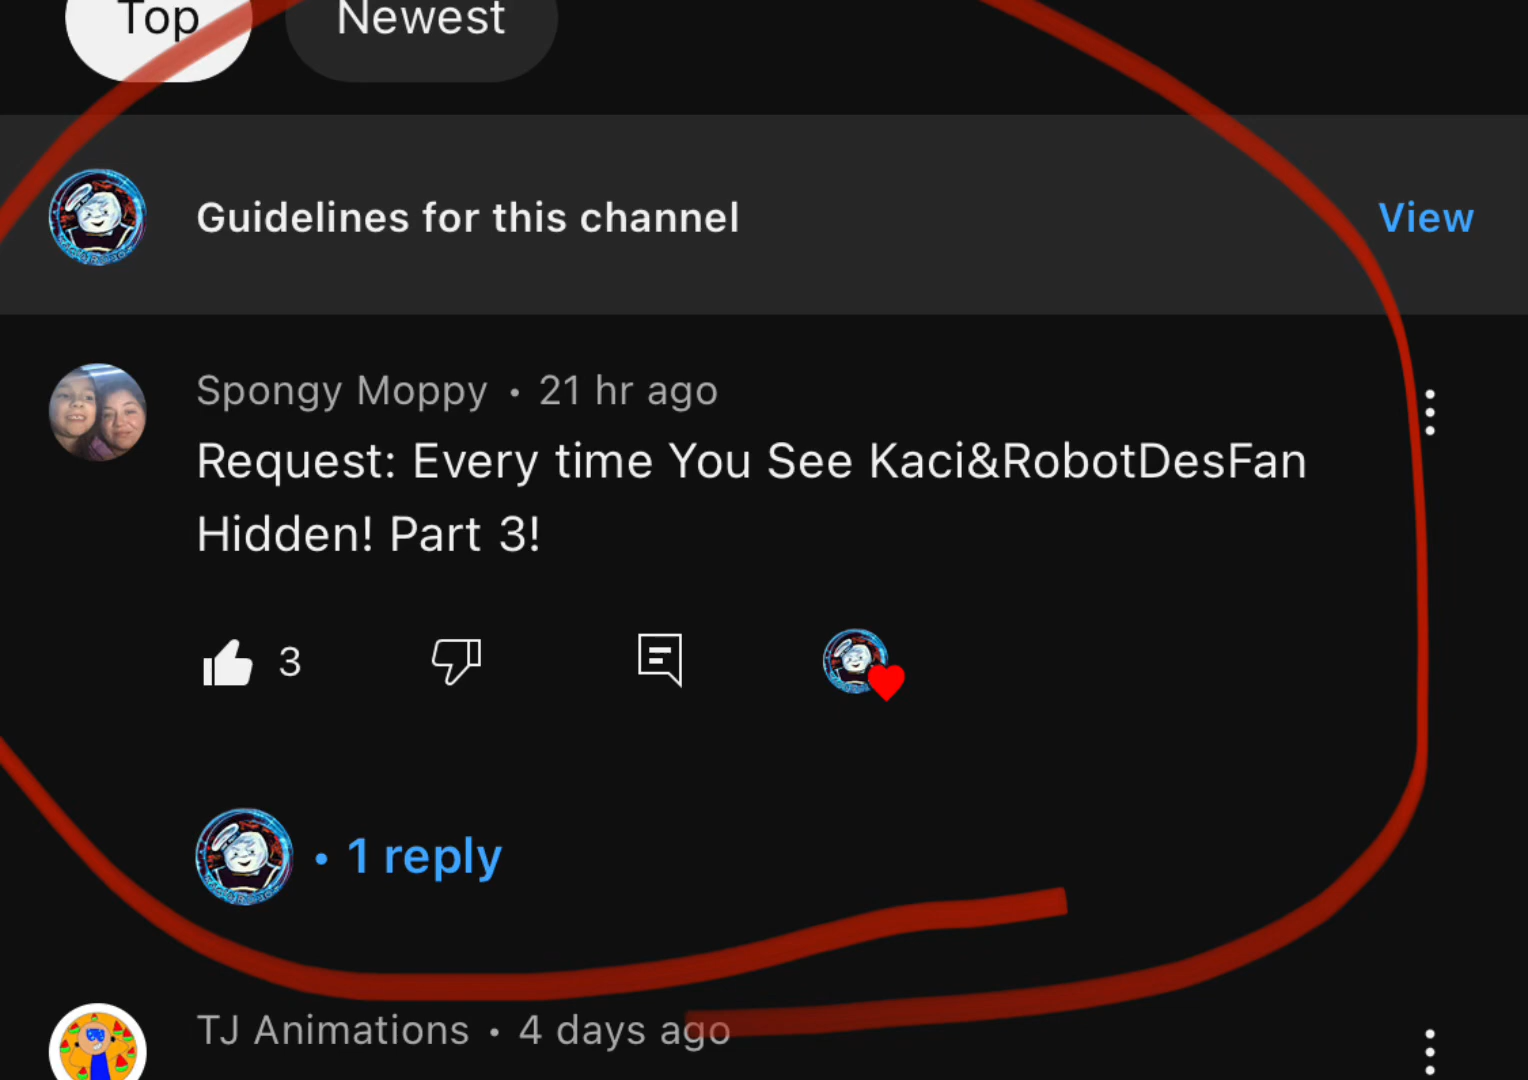 Top Newest
Guidelines for this channel View
Spongy Moppy • 21 hr ago
Request: Every time You See Kaci&RobotDesFan
Hidden! Part 3!
3
• 1 reply
TJ Animations • 4 days ago